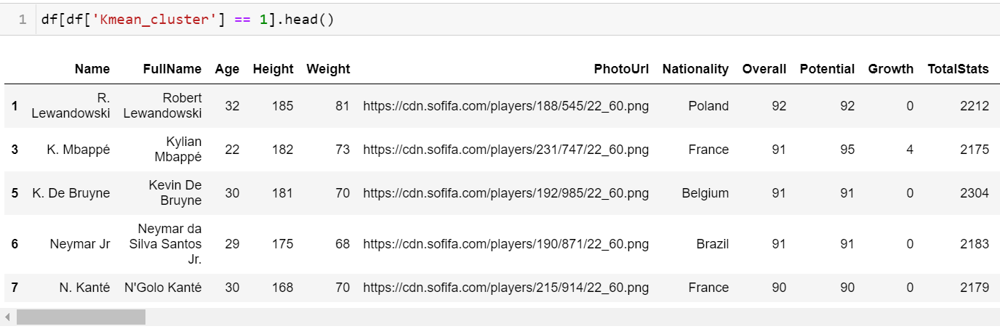 1 df[df['Kmean_cluster'] == 1].head()
Name FullName Age Height Weight PhotoUrl Nationality Overall Potential Growth TotalStats
R. Robert
1 32 185 81 https://cdn.sofifa.com/players/188/545/22_60.png Poland 92 92 0 2212
Lewandowski Lewandowski
Kylian
3 K. Mbappé 22 182 73 https://cdn.sofifa.com/players/231/747/22_60.png France 91 95 4 2175
Mbappé
Kevin De
5 K. De Bruyne 30 181 70 https://cdn.sofifa.com/players/192/985/22_60.png Belgium 91 91 0 2304
Bruyne
Neymar da
6 Neymar Jr Silva Santos 29 175 68 https://cdn.sofifa.com/players/190/871/22_60.png Brazil 91 91 0 2183
Jr.
7 N. Kanté N'Golo Kanté 30 168 70 https://cdn.sofifa.com/players/215/914/22_60.png France 90 90 0 2179